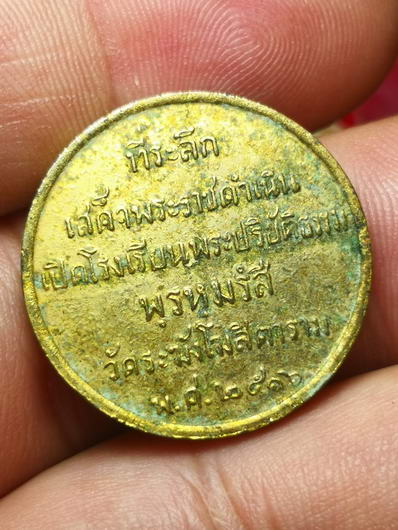 ที่ระลึก
เสด็จพระราชดำเนิน
เปิดโรงเรียนพระปริยัติธรรม
พรหมรังสี
วัดระฆังโฆสิตาราม
พ.ศ.๒๕๑๖